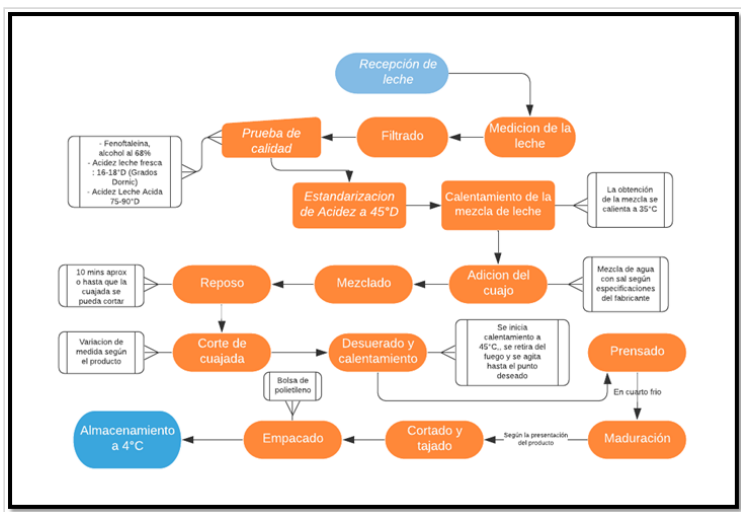 Recepción de
leche
Medicion de la
leche
Filtrado
Prueba de
calidad
- Fenoftaleina,
alcohol al 68%
- Acidez leche fresca
: 16-18°D (Grados
Dornic)
- Acidez Leche Acida
75-90°D
Estandarizacion
de Acidez a 45°D
Calentamiento de la
mezcla de leche
La obtención
de la mezcla se
calienta a 35°C
Adicion del
cuajo
Mezcla de agua
con sal según
especificaciones
del fabricante
Mezclado
Reposo
10 mins aprox
o hasta que la
cuajada se
pueda cortar
Corte de
cuajada
Variacion de
medida según
el producto
Desuerado y
calentamiento
Se inicia
calentamiento a
45°C,, se retira del
fuego y se agita
hasta el punto
deseado
Prensado
En cuarto frio
Maduración
Según la presentación
del producto
Cortado y
tajado
Empacado
Bolsa de
polietileno
Almacenamiento
a 4°C